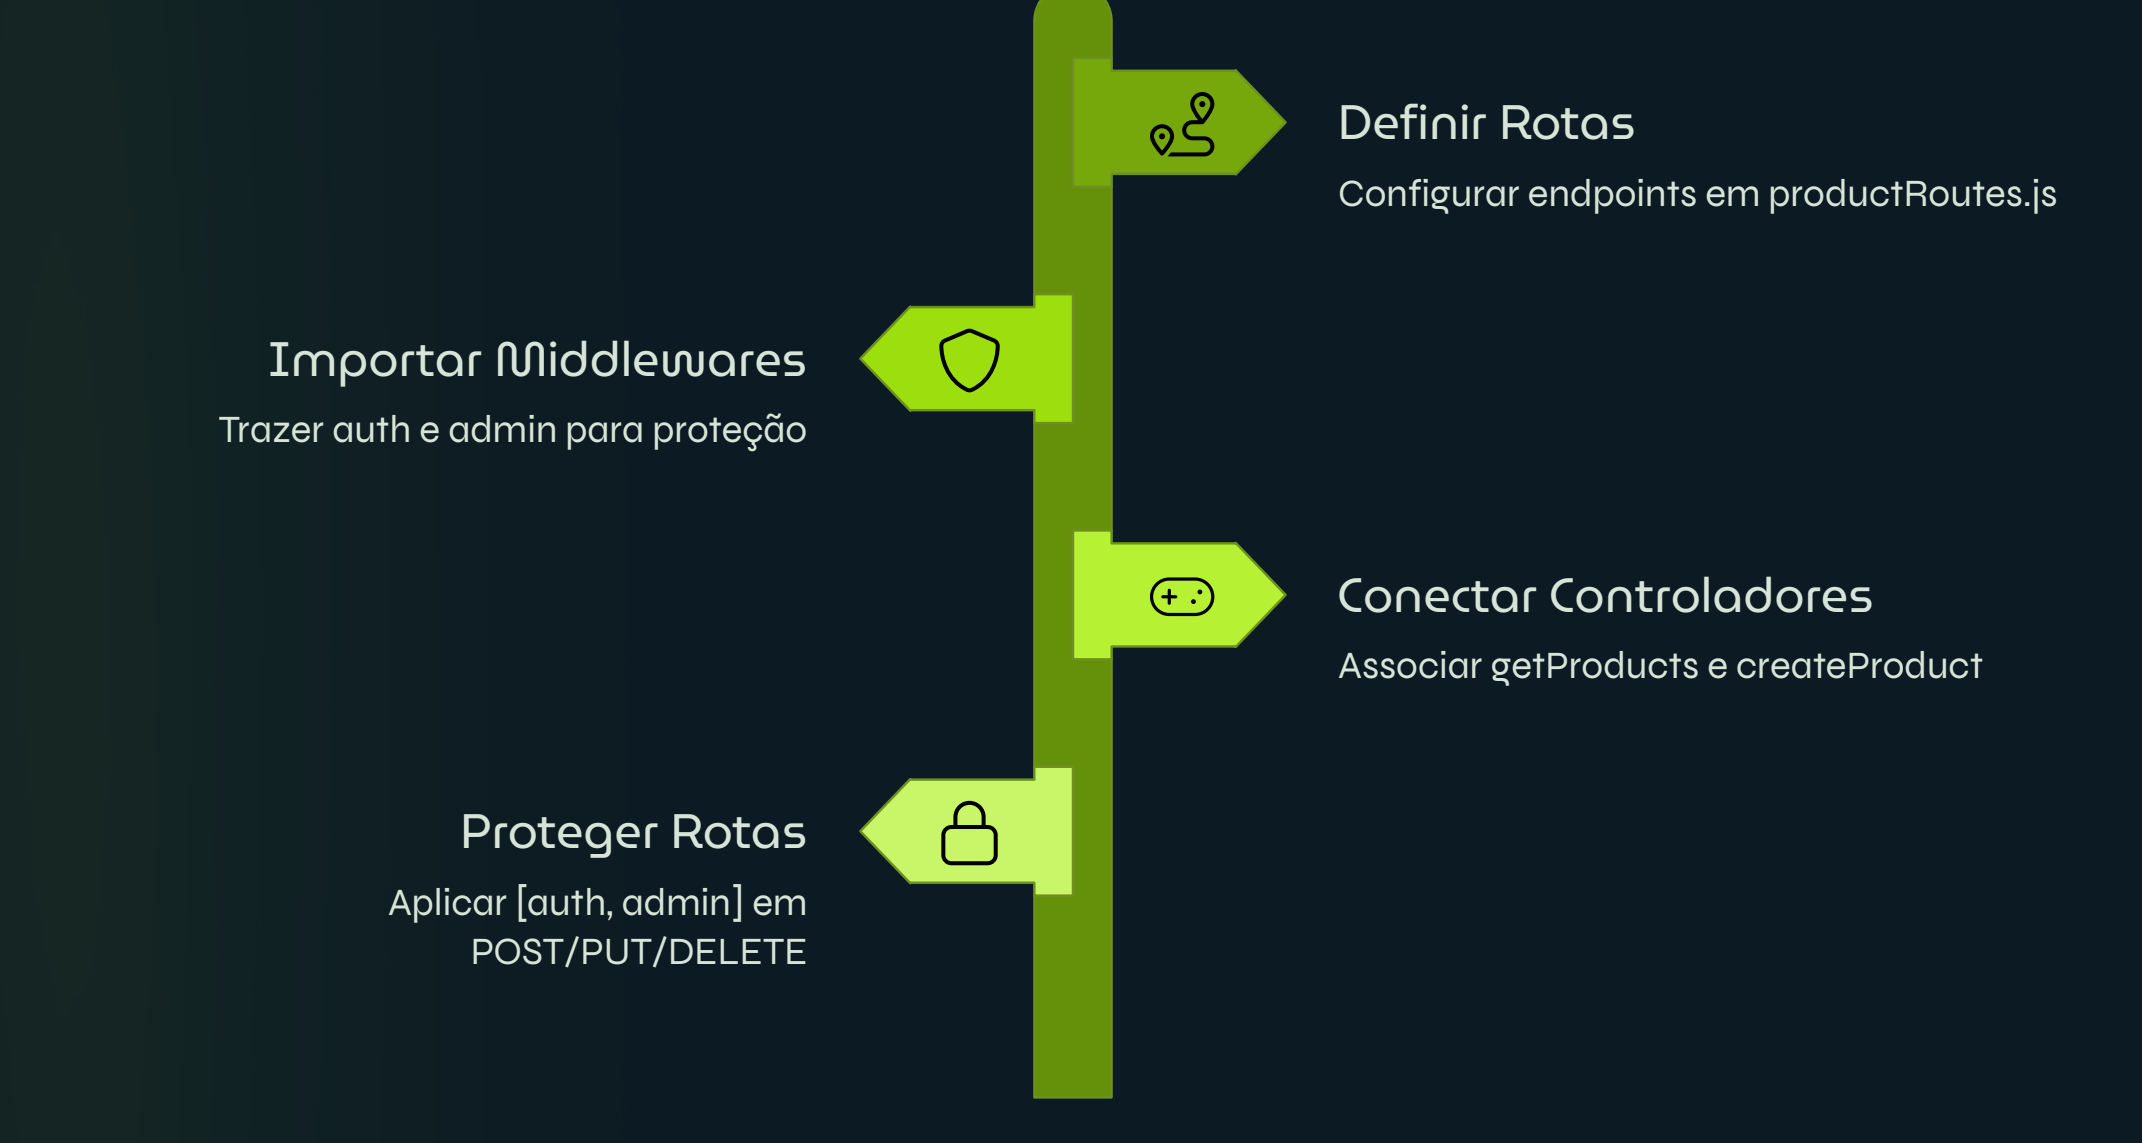 Definir Rotas
Configurar endpoints em productRoutes.js
Importar Middlewares
Trazer auth e admin para proteção
Conectar Controladores
Associar getProducts e createProduct
Proteger Rotas
Aplicar [auth, admin] em
POST/PUT/DELETE